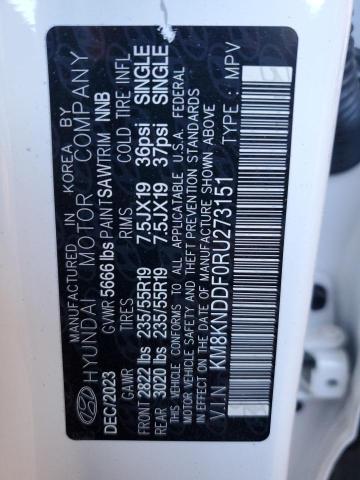 MANUFACTURED IN KOREA BY
HYUNDAI MOTOR COMPANY
DEC/2023 GVWR 5666 lbs PAINT SAW TRIM NNB
GAWR TIRES RIMS COLD TIRE INFL
FRONT 2822 lbs 235/55R19 7.5JX19 36psi SINGLE
REAR 3020 lbs 235/55R19 7.5JX19 37psi SINGLE
THIS VEHICLE CONFORMS TO ALL APPLICABLE U.S.A. FEDERAL
MOTOR VEHICLE SAFETY AND THEFT PREVENTION STANDARDS
IN EFFECT ON THE DATE OF MANUFACTURE SHOWN ABOVE
VIN : KM8KNDDF0RU273151 TYPE : MPV